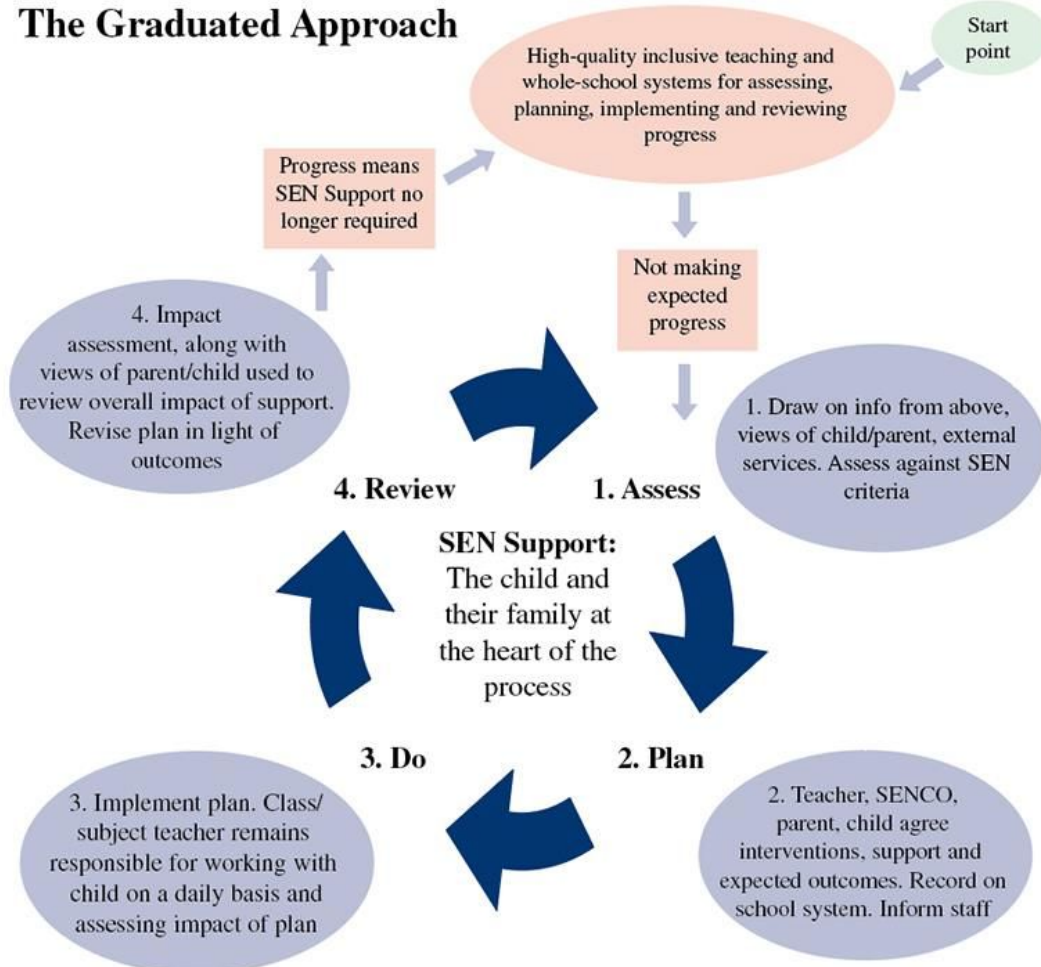 The Graduated Approach
Start
point
High-quality inclusive teaching and
whole-school systems for assessing,
planning, implementing and reviewing
progress
Progress means
SEN Support no
longer required
Not making
expected
progress
4. Impact
assessment, along with
views of parent/child used to
review overall impact of support.
Revise plan in light of
outcomes
1. Draw on info from above,
views of child/parent, external
services. Assess against SEN
criteria
4. Review
1. Assess
SEN Support:
The child and
their family at
the heart of the
process
3. Do
2. Plan
3. Implement plan. Class/
subject teacher remains
responsible for working with
child on a daily basis and
assessing impact of plan
2. Teacher, SENCO,
parent, child agree
interventions, support and
expected outcomes. Record on
school system. Inform staff